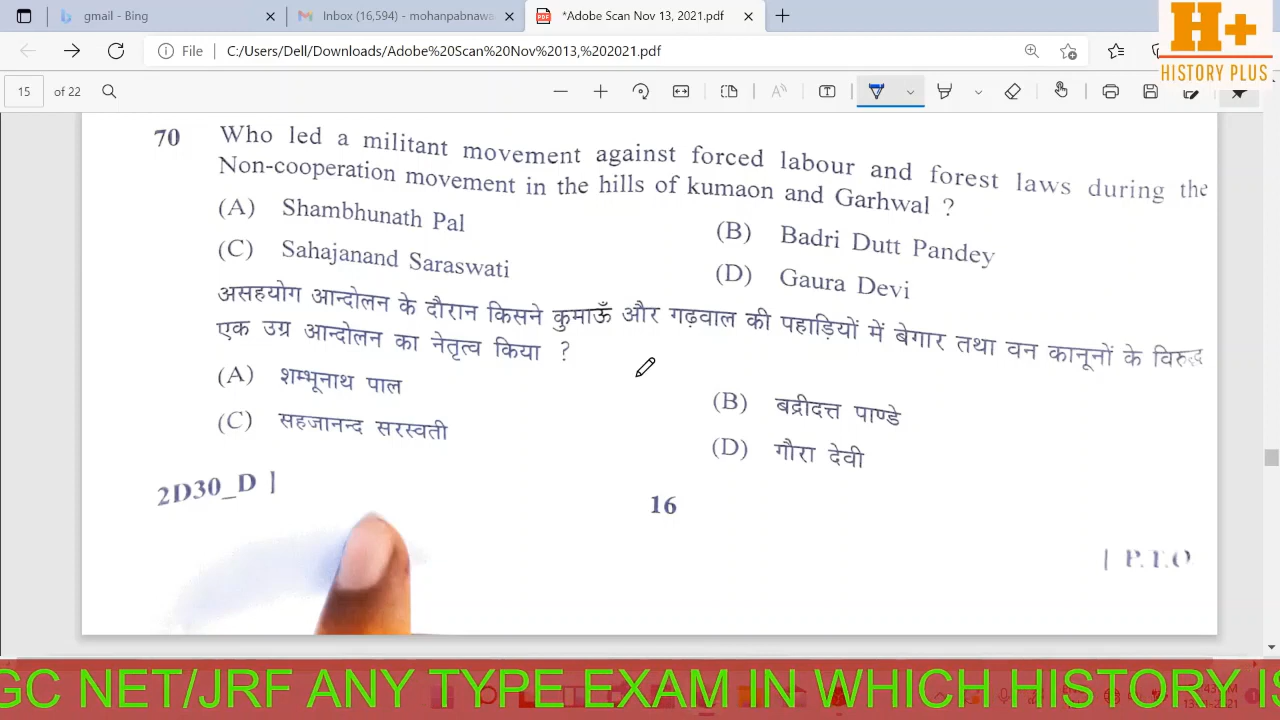 gmail - Bing
Inbox (16,594) - mohanpabnawa
*Adobe Scan Nov 13, 2021.pdf
File
C:/Users/Dell/Downloads/Adobe%20Scan%20Nov%2013,%202021.pdf
H+
HISTORY PLUS
15 of 22
70 Who led a militant movement against forced labour and forest laws during the
Non-cooperation movement in the hills of kumaon and Garhwal ?
(A) Shambhunath Pal
(B) Badri Dutt Pandey
(C) Sahajanand Saraswati
(D) Gaura Devi
असहयोग आन्दोलन के दौरान किसने कुमाऊँ और गढ़वाल की पहाड़ियों में बेगार तथा वन कानूनों के विरुद्ध
एक उग्र आन्दोलन का नेतृत्व किया ?
(A) शम्भूनाथ पाल
(B) बद्रीदत्त पाण्डे
(C) सहजानन्द सरस्वती
(D) गौरा देवी
2D30_D ]
16
[ P.T.O
GC NET/JRF ANY TYPE EXAM IN WHICH HISTORY IS